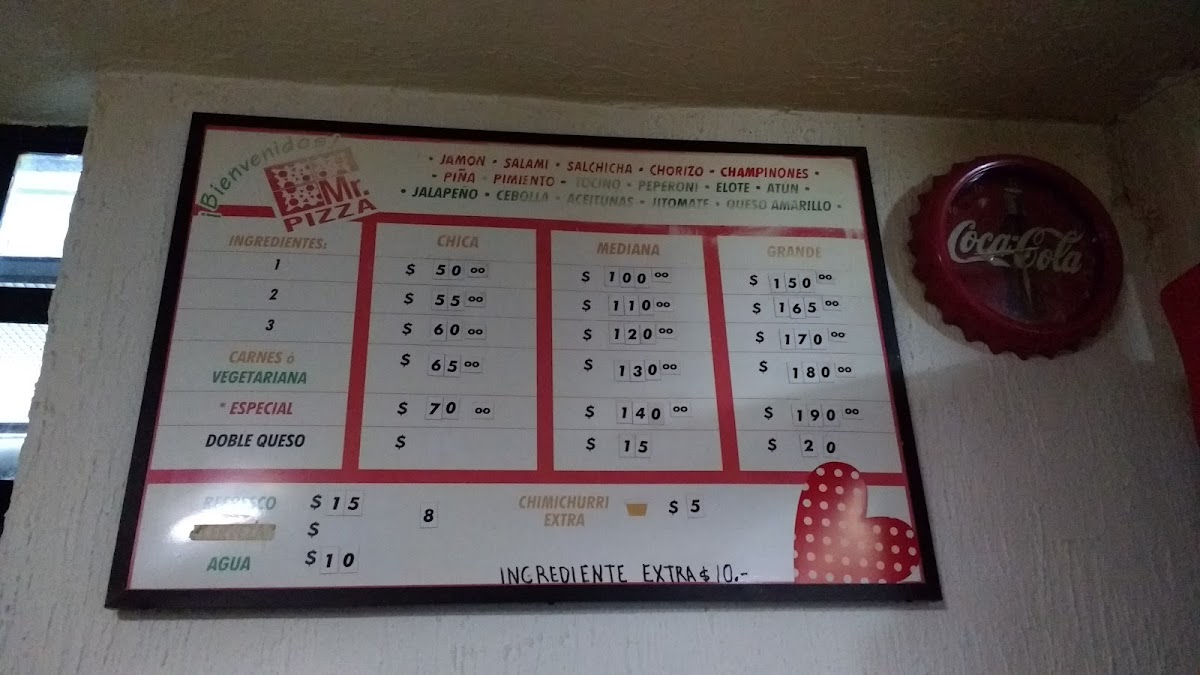 ¡Bienvenidos!
Mr.
PIZZA
• JAMON • SALAMI • SALCHICHA • CHORIZO • CHAMPINONES •
• PIÑA • PIMIENTO • TOCINO • PEPERONI • ELOTE • ATUN •
• JALAPEÑO • CEBOLLA • ACEITUNAS • JITOMATE • QUESO AMARILLO •
INGREDIENTES: CHICA MEDIANA GRANDE
1 $ 50 00 $ 100 00 $ 150 00
2 $ 55 00 $ 110 00 $ 165 00
3 $ 60 00 $ 120 00 $ 170 00
CARNES ó
VEGETARIANA $ 65 00 $ 130 00 $ 180 00
* ESPECIAL $ 70 00 $ 140 00 $ 190 00
DOBLE QUESO $ $ 15 $ 20
REFRESCO $ 15 8 CHIMICHURRI
EXTRA $ 5
$
AGUA $ 10
INGREDIENTE EXTRA $ 10.-
Coca-Cola